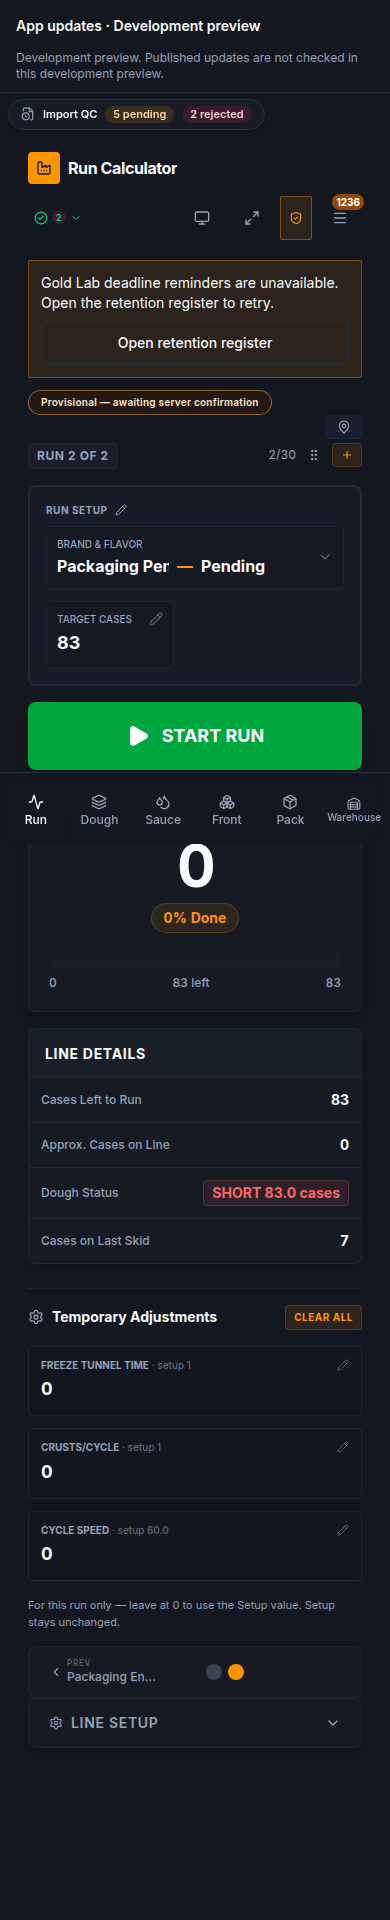 App updates · Development preview
Development preview. Published updates are not checked in
this development preview.
Import QC 5 pending 2 rejected
Run Calculator
2
1236
Gold Lab deadline reminders are unavailable.
Open the retention register to retry.
Open retention register
Provisional — awaiting server confirmation
RUN 2 OF 2 2/30 +
RUN SETUP
BRAND & FLAVOR
Packaging Per — Pending
TARGET CASES
83
START RUN
Run Dough Sauce Front Pack Warehouse
0
0% Done
0 83 left 83
LINE DETAILS
Cases Left to Run 83
Approx. Cases on Line 0
Dough Status SHORT 83.0 cases
Cases on Last Skid 7
Temporary Adjustments CLEAR ALL
FREEZE TUNNEL TIME · setup 1
0
CRUSTS/CYCLE · setup 1
0
CYCLE SPEED · setup 60.0
0
For this run only — leave at 0 to use the Setup value. Setup
stays unchanged.
PREV
Packaging En...
LINE SETUP